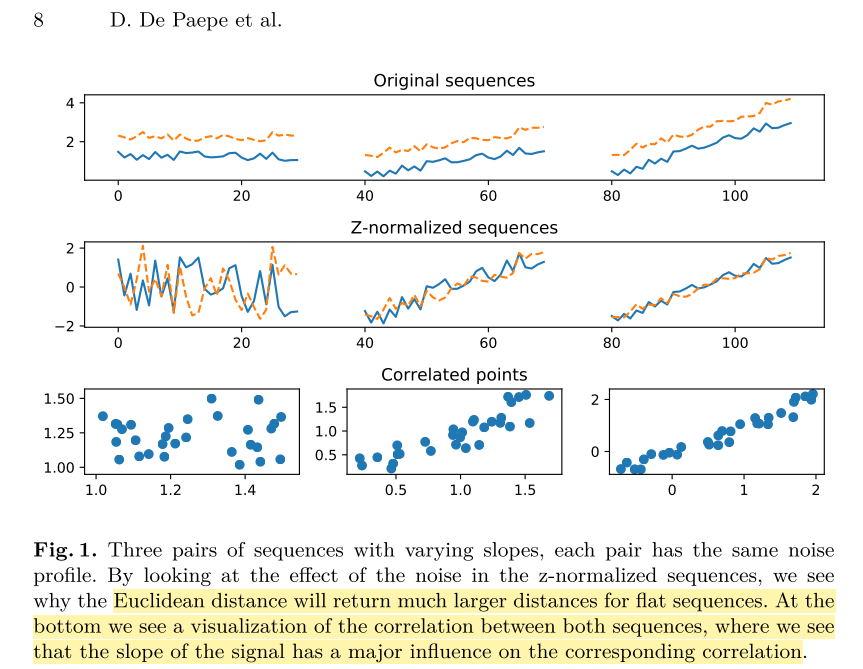 8 D. De Paepe et al.
Original sequences
4
2
0 20 40 60 80 100
Z-normalized sequences
2
0
−2
0 20 40 60 80 100
Correlated points
1.50
1.25
1.00
1.0 1.2 1.4
1.5
1.0
0.5
0.5 1.0 1.5
2
0
0 1 2
Fig. 1. Three pairs of sequences with varying slopes, each pair has the same noise
profile. By looking at the effect of the noise in the z-normalized sequences, we see
why the Euclidean distance will return much larger distances for flat sequences. At the
bottom we see a visualization of the correlation between both sequences, where we see
that the slope of the signal has a major influence on the corresponding correlation.